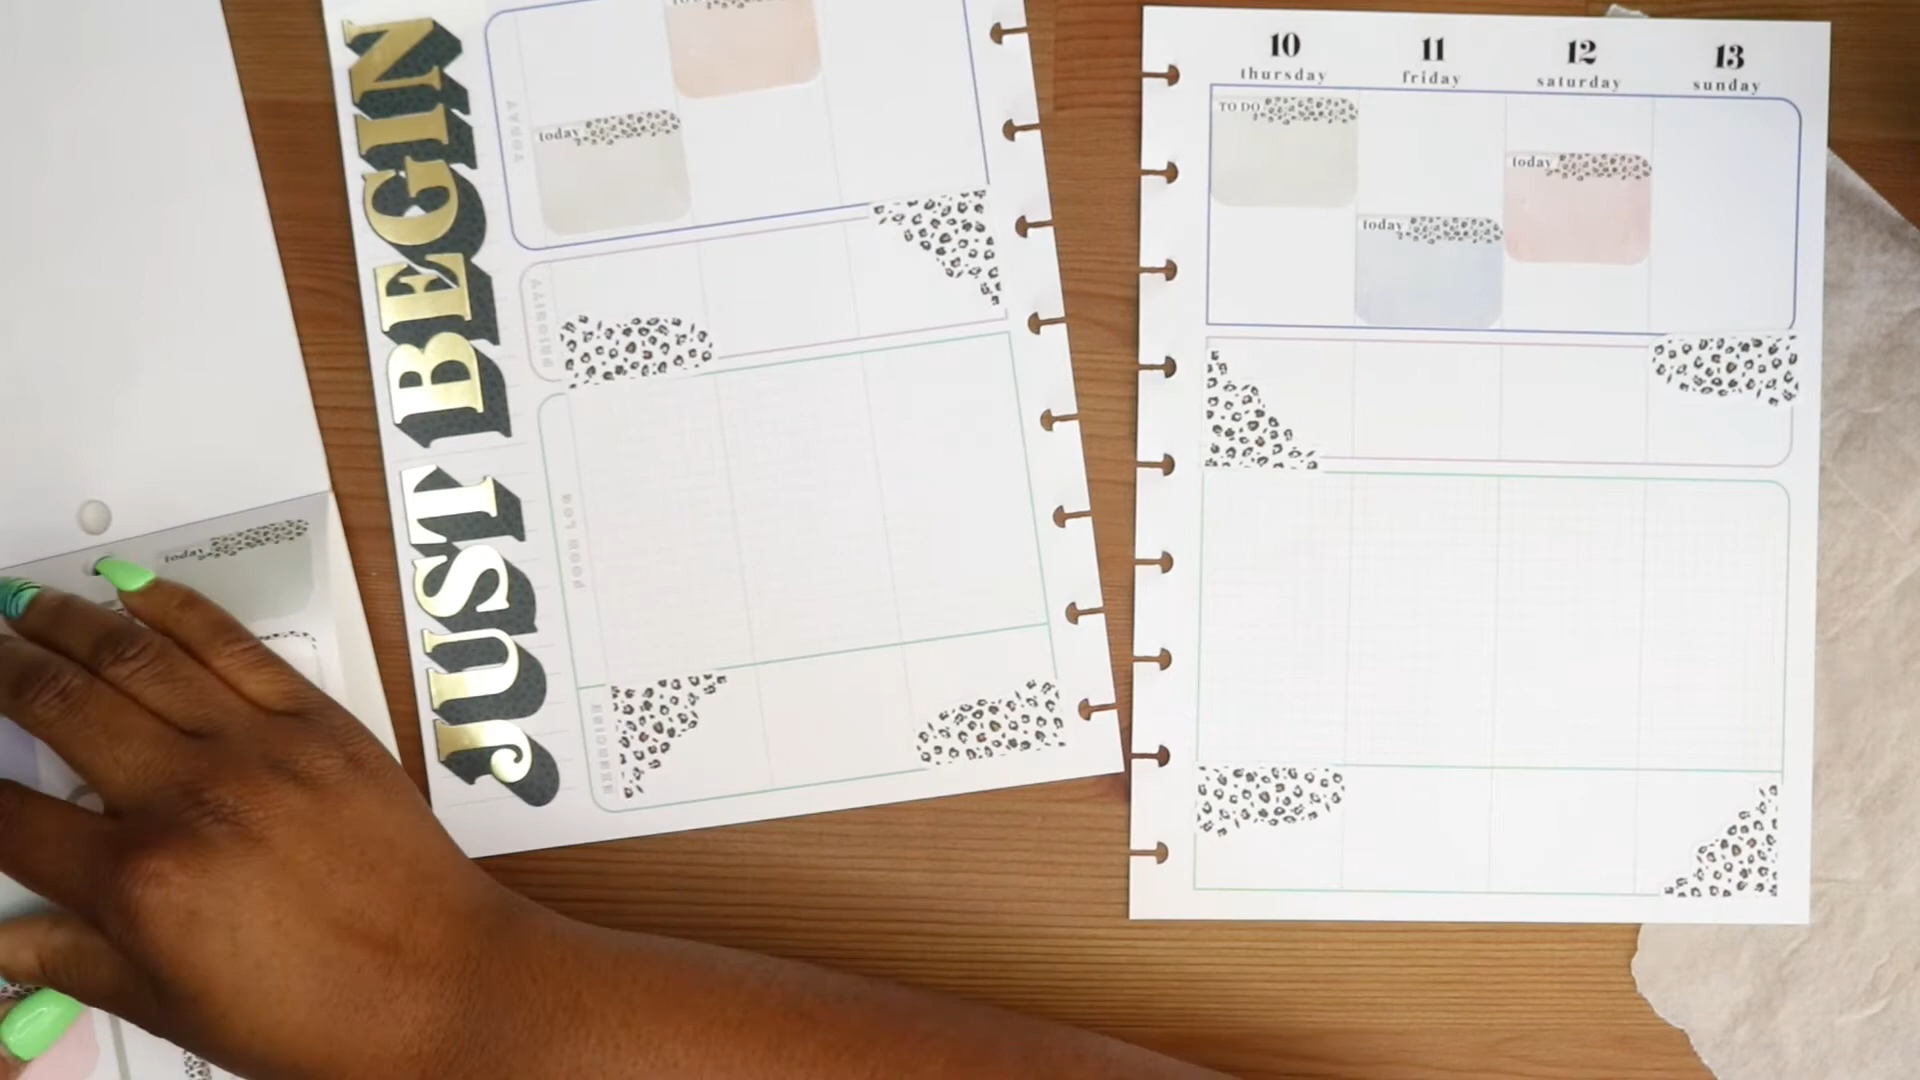 JUST BEGIN
TODAY
today
PRIORITY
FOOD LOG
EXERCISE
today
10 11 12 13
thursday friday saturday sunday
TO DO
today
today